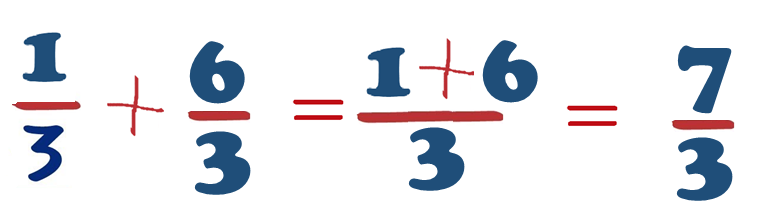 1/3 + 6/3 = 1+6/3 = 7/3